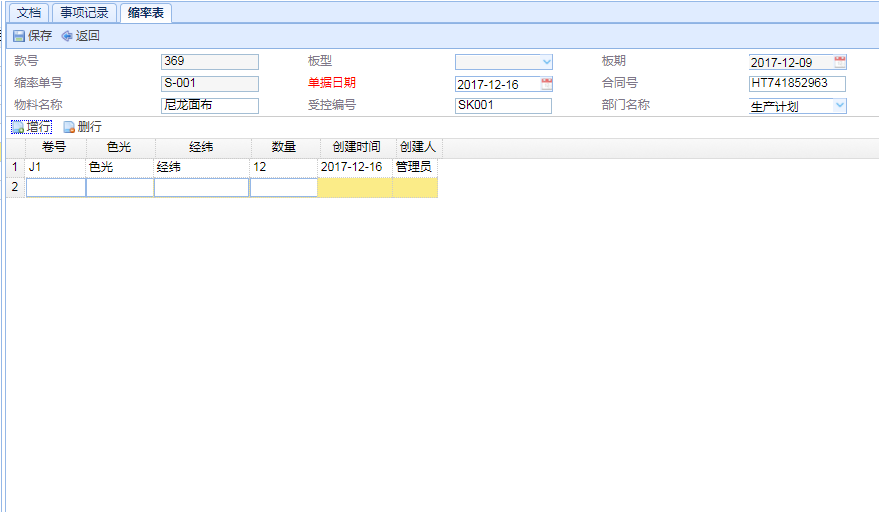 文档 事项记录 缩率表
保存 返回
款号 369 板型 板期 2017-12-09
缩率单号 S-001 单据日期 2017-12-16 合同号 HT741852963
物料名称 尼龙面布 受控编号 SK001 部门名称 生产计划
增行 删行
卷号 色光 经纬 数量 创建时间 创建人
1 J1 色光 经纬 12 2017-12-16 管理员
2